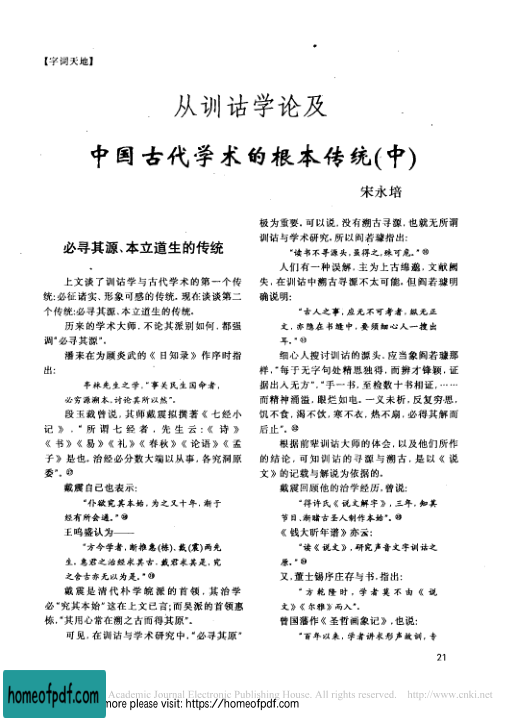 【字词天地】
从训诂学论及
中国古代学术的根本传统(中)
宋永培
必寻其源、本立道生的传统
上文谈了训诂学与古代学术的第一个传
统:必征诸实、形象可感的传统。现在谈谈第二
个传统:必寻其源、本立道生的传统。
历来的学术大师，不论其派别如何，都强
调“必寻其源”。
潘耒在为顾炎武的《日知录》作序时指
出:
亭林先生之学，“事关民生国命者，
必穷源溯本，讨论其所以然”。
段玉裁曾说，其师戴震拟撰著《七经小
记》，“所谓七经者，先生云:《诗》
《书》《易》《礼》《春秋》《论语》《孟
子》是也。治经必分数大端以从事，各究洞原
委”。㉗
戴震自己也表示:
“仆欲究其本始，为之又十年，渐于
经有所会通。”㉘
王鸣盛认为——
“方今学者，断推惠(栋)、戴(震)两先
生，惠君之治经求其古，戴君求其是，究
之舍古亦无以为是。”㉙
戴震是清代朴学皖派的首领，其治学
必“究其本始”这在上文已言;而吴派的首领惠
栋，“其用心常在溯之古而得其原”。
可见，在训诂与学术研究中，“必寻其源”
极为重要。可以说，没有溯古寻源，也就无所谓
训诂与学术研究。所以阎若璩指出:
“读书不寻源头，虽得之，殊可危。”㉚
人们有一种误解，主为上古绵邈，文献阙
失，在训诂中溯古寻源不太可能。但阎若璩明
确说明:
“古人之事，应无不可考者，纵无正
文，亦隐在书缝中，要须细心人一搜出
耳。”㉛
细心人搜讨训诂的源头，应当象阎若璩那
样，“每于无字句处精思独得，而辨才锋颖，证
据出入无方”，“手一书，至检数十书相证，……
而精神涌溢，眼烂如电。一义未析，反复穷思，
饥不食，渴不饮，寒不衣，热不扇，必得其解而
后止”。㉜
根据前辈训诂大师的体会，以及他们所作
的结论，可知训诂的寻源与溯古，是以《说
文》的记载与解说为依据的。
戴震回顾他的治学经历，曾说:
“得许氏《说文解字》，三年，知其
节目，渐睹古圣人制作本始”。
《钱大昕年谱》亦云:
“读《说文》，研究声音文字训诂之
原。”
又，董士锡序庄存与书，指出:
“方乾隆时，学者莫不由《说
文》《尔雅》而入”。
曾国藩作《圣哲画象记》，也说:
“百年以来，学者讲求形声故训，专
21
Academic Journal Electronic Publishing House. All rights reserved. http://www.cnki.net
homeofpdf.com
more please visit: https://homeofpdf.com